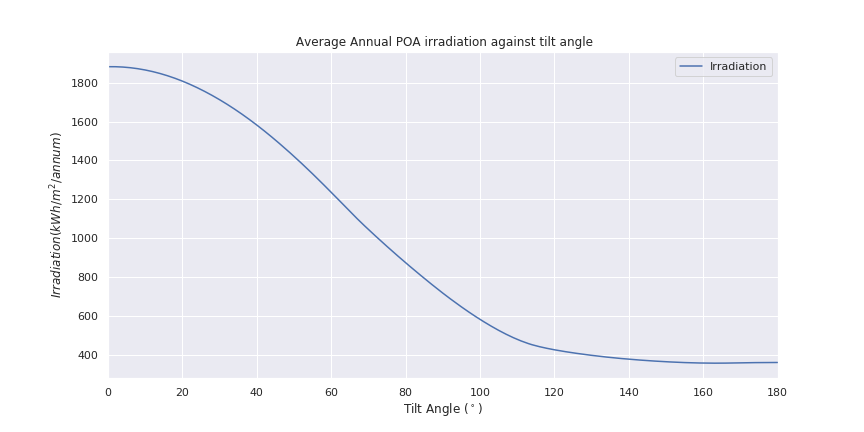 Average Annual POA irradiation against tilt angle
Irradiation
1800
1600
1400
1200
1000
800
600
400
Irradiation(kWh/m²/annum)
0 20 40 60 80 100 120 140 160 180
Tilt Angle (°)